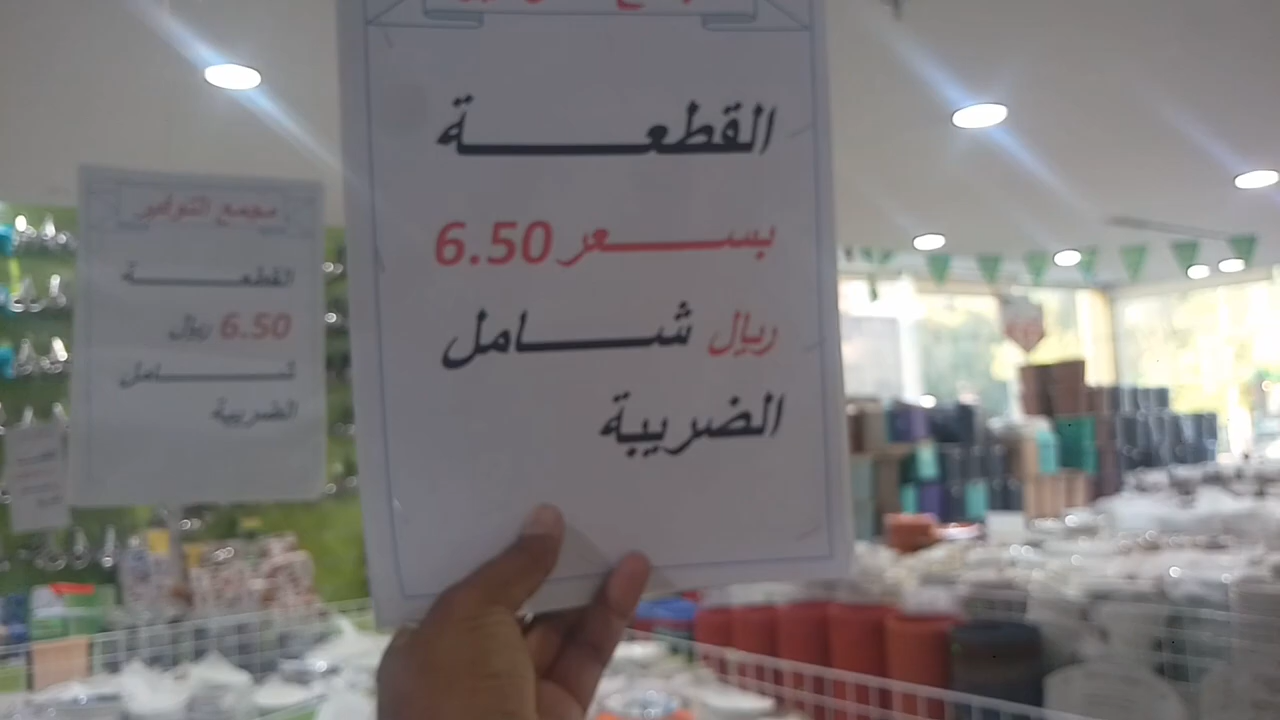 القطعة
بسعر 6.50
ريال شامل
الضريبة
مجمع التوفير
القطعة
6.50 ريال
شامل
الضريبة